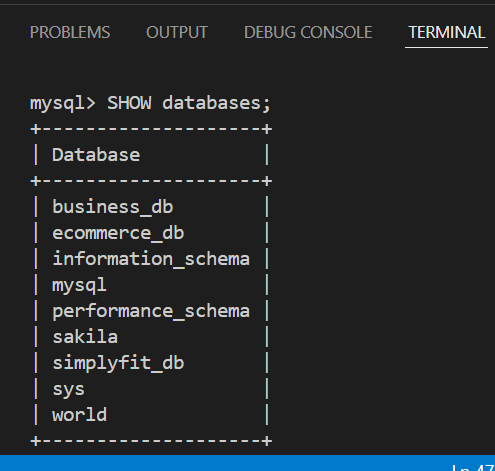 PROBLEMS OUTPUT DEBUG CONSOLE TERMINAL
mysql> SHOW databases;
+--------------------+
| Database           |
+--------------------+
| business_db        |
| ecommerce_db       |
| information_schema |
| mysql              |
| performance_schema |
| sakila             |
| simplyfit_db       |
| sys                |
| world              |
+--------------------+
Ln 47